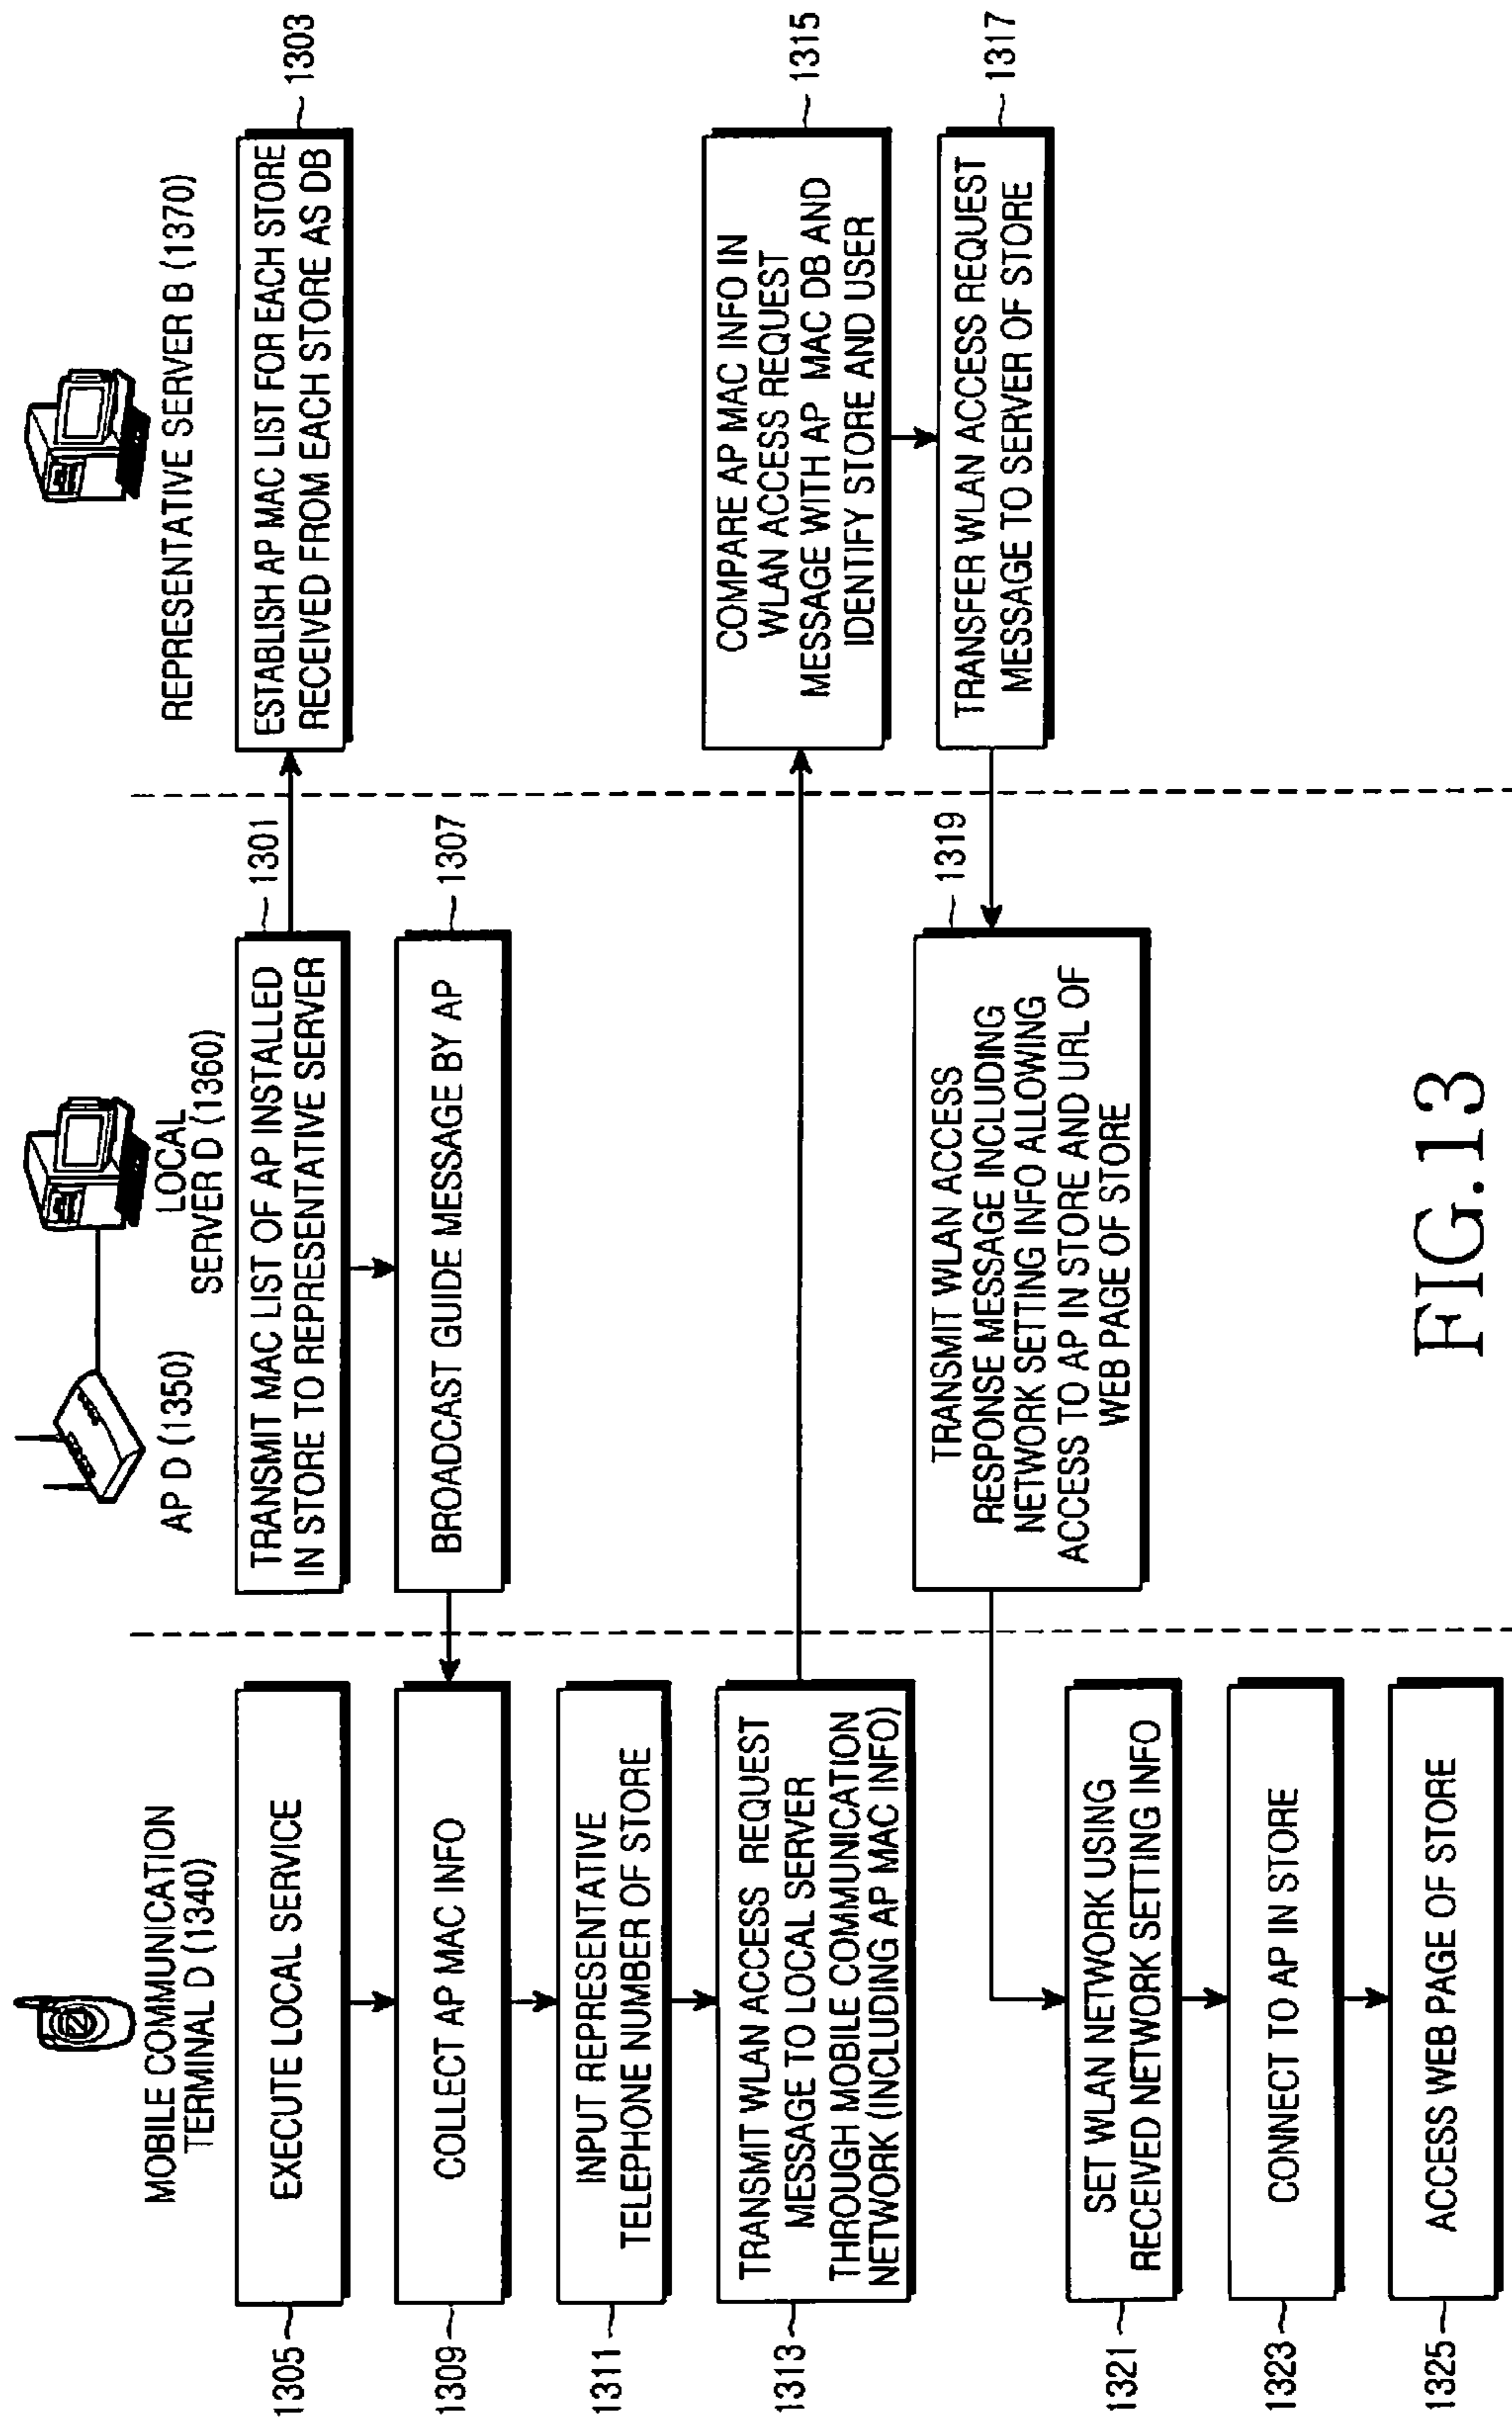 MOBILE COMMUNICATION
TERMINAL D (1340)
AP D (1350)
LOCAL
SERVER D (1360)
REPRESENTATIVE SERVER B (1370)
TRANSMIT MAC LIST OF AP INSTALLED
IN STORE TO REPRESENTATIVE SERVER
1301
ESTABLISH AP MAC LIST FOR EACH STORE
RECEIVED FROM EACH STORE AS DB
1303
1305
EXECUTE LOCAL SERVICE
BROADCAST GUIDE MESSAGE BY AP
1307
1309
COLLECT AP MAC INFO
1311
INPUT REPRESENTATIVE
TELEPHONE NUMBER OF STORE
1313
TRANSMIT WLAN ACCESS REQUEST
MESSAGE TO LOCAL SERVER
THROUGH MOBILE COMMUNICATION
NETWORK (INCLUDING AP MAC INFO)
COMPARE AP MAC INFO IN
WLAN ACCESS REQUEST
MESSAGE WITH AP MAC DB AND
IDENTIFY STORE AND USER
1315
TRANSFER WLAN ACCESS REQUEST
MESSAGE TO SERVER OF STORE
1317
TRANSMIT WLAN ACCESS
RESPONSE MESSAGE INCLUDING
NETWORK SETTING INFO ALLOWING
ACCESS TO AP IN STORE AND URL OF
WEB PAGE OF STORE
1319
1321
SET WLAN NETWORK USING
RECEIVED NETWORK SETTING INFO
1323
CONNECT TO AP IN STORE
1325
ACCESS WEB PAGE OF STORE
FIG.13